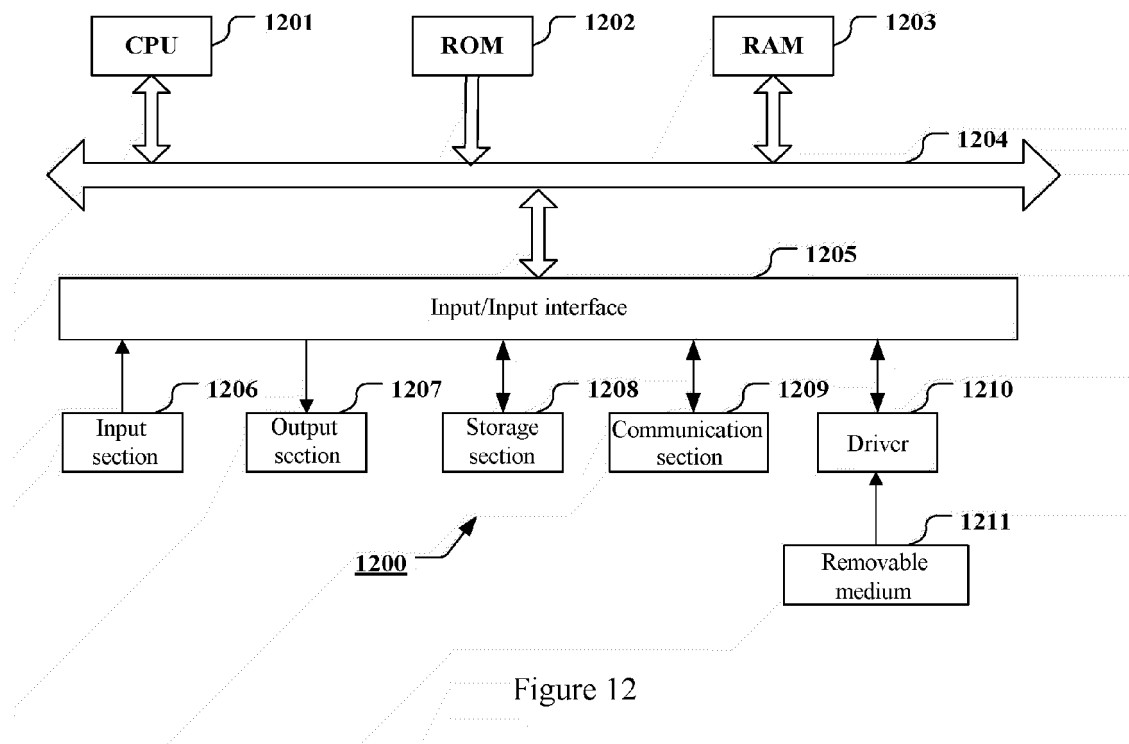 CPU 1201
ROM 1202
RAM 1203
1204
1205
Input/Input interface
1206
Input
section
1207
Output
section
1208
Storage
section
1209
Communication
section
1210
Driver
1211
Removable
medium
1200
Figure 12